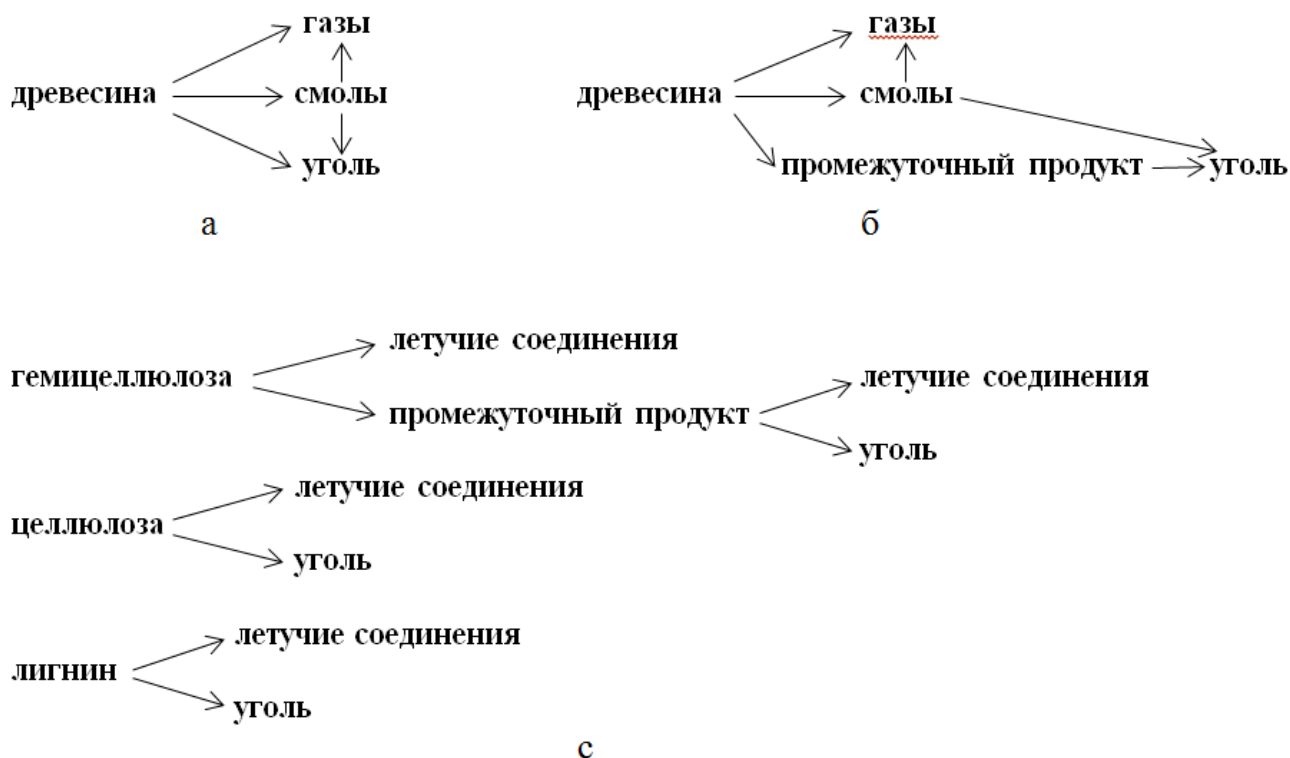 газы газы
древесина смолы древесина смолы
уголь промежуточный продукт уголь
а б
летучие соединения
гемицеллюлоза летучие соединения
промежуточный продукт
уголь
летучие соединения
целлюлоза
уголь
летучие соединения
лигнин
уголь
с